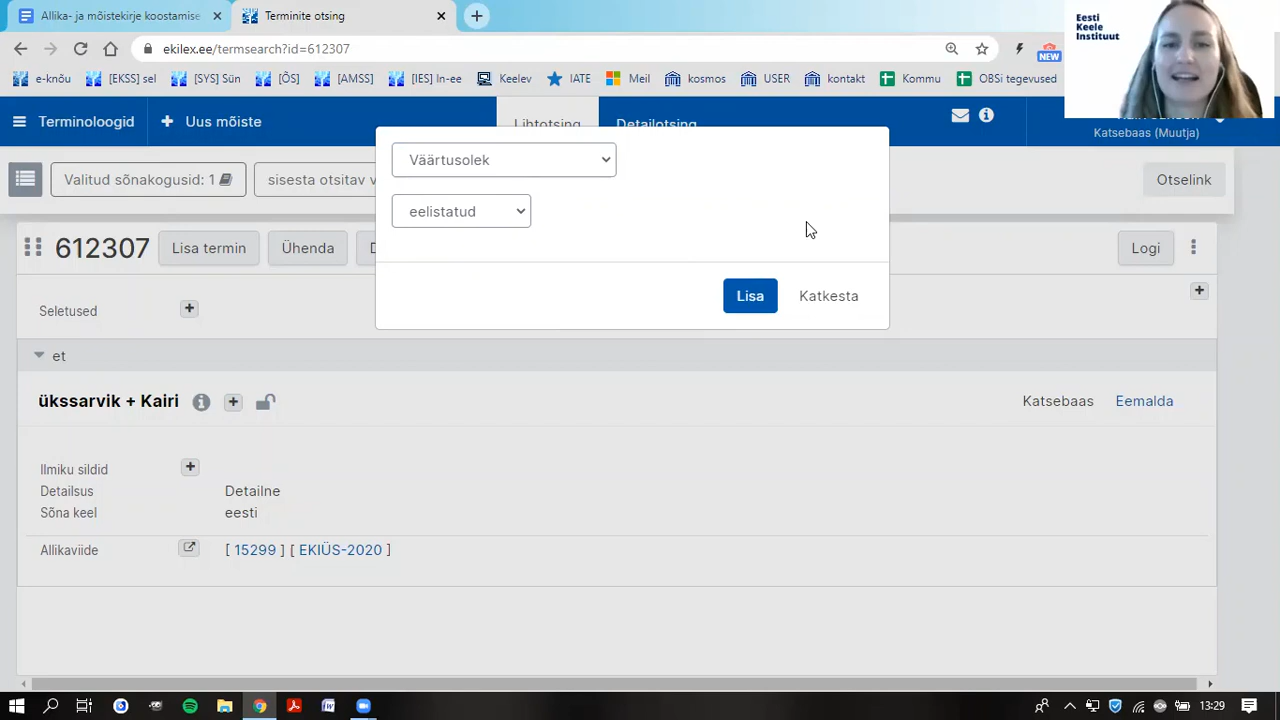 Allika- ja mõistekirje koostamise
Terminite otsing
Eesti
Keele
Instituut
ekilex.ee/termsearch?id=612307
NEW
e-knõu
[EKSS] sel
[SYS] Sün
[ÕS]
[AMSS]
[IES] In-ee
Keelev
IATE
Meil
kosmos
USER
kontakt
Kommu
OBSi tegevused
Terminoloogid
Uus mõiste
Lihtotsing
Detailotsing
Katsebaas (Muutja)
Valitud sõnakogusid: 1
sisesta otsitav v
Otselink
Väärtusolek
eelistatud
Lisa
Katkesta
612307
Lisa termin
Ühenda
D
Logi
Seletused
et
ükssarvik + Kairi
Katsebaas
Eemalda
Ilmiku sildid
Detailsus
Detailne
Sõna keel
eesti
Allikaviide
[ 15299 ] [ EKIÜS-2020 ]
13:29